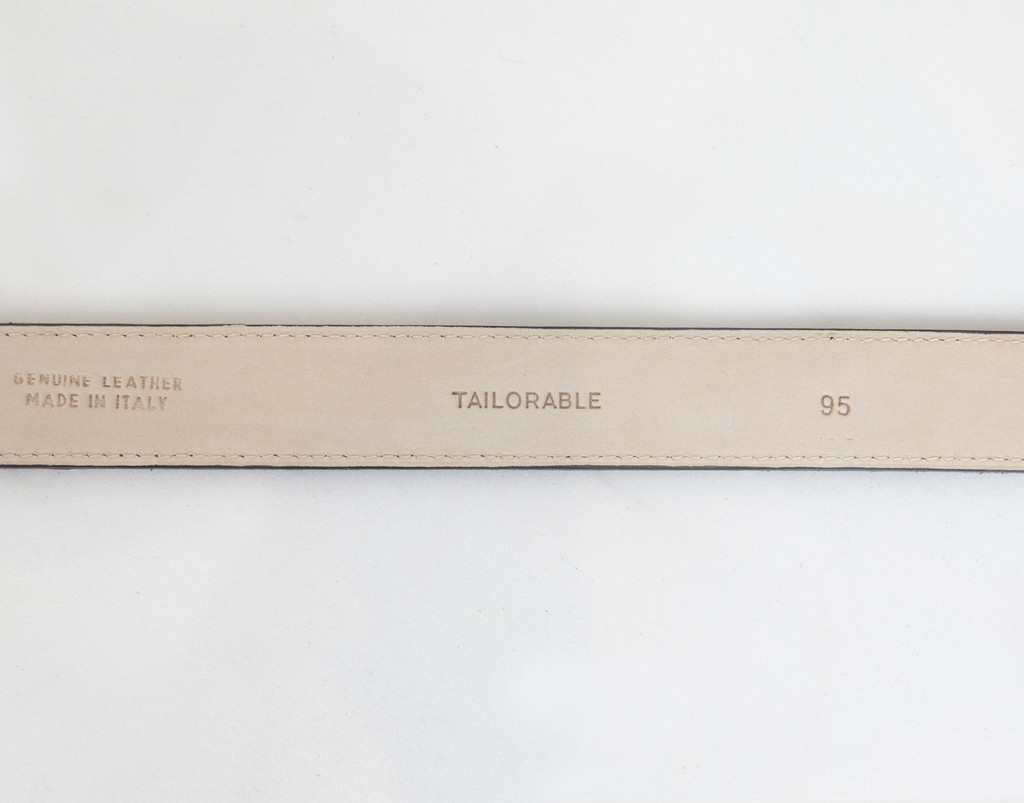 GENUINE LEATHER
MADE IN ITALY
TAILORABLE
95